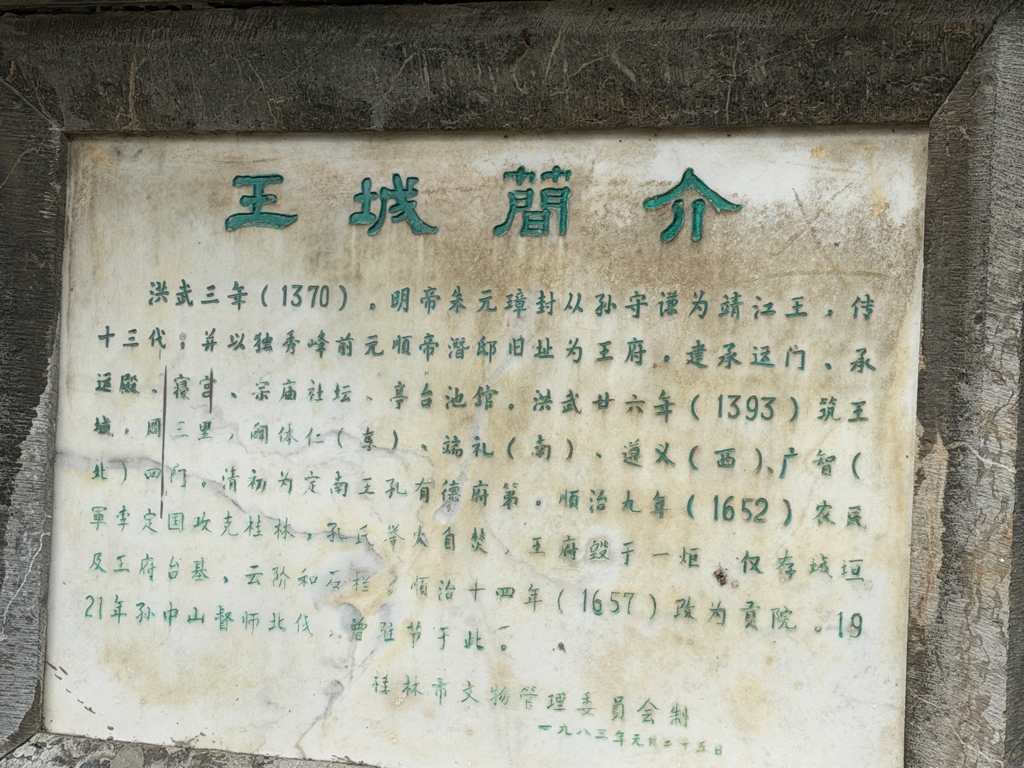 王城簡介
洪武三年(1370)。明帝朱元璋封从孙守谦为靖江王,传
十三代;并以独秀峰前元順帝潛邸旧址为王府。建承运门、承
运殿、寝宫、宗庙社坛、亭台池馆。洪武廿六年(1393)筑王
城,周三里,闢体仁(东)、端礼(南)、遵义(西)、广智(
北)四门。清初为定南王孔有德府第。順治九年(1652)农民
軍李定国攻克桂林,孔氏举火自焚,王府毁于一炬。仅存城垣
及王府台基,云阶和石栏。順治十四年(1657)改为贡院。19
21年孙中山督师北伐,曾驻节于此。
桂林市文物管理委員会制
一九八三年元月二十五日